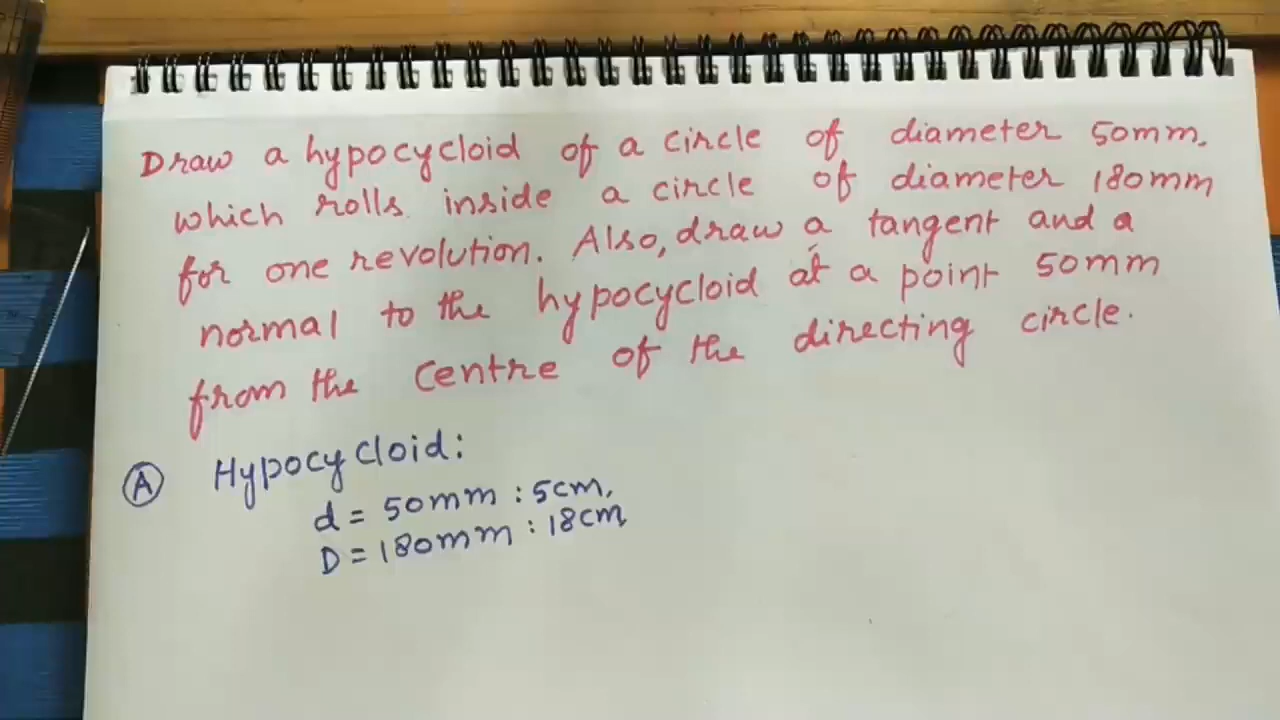 Draw a hypocycloid of a circle of diameter 50mm.
which rolls inside a circle of diameter 180mm
for one revolution. Also, draw a tangent and a
normal to the hypocycloid at a point 50mm
from the centre of the directing circle.
A Hypocycloid:
d = 50mm : 5cm,
D = 180mm : 18cm